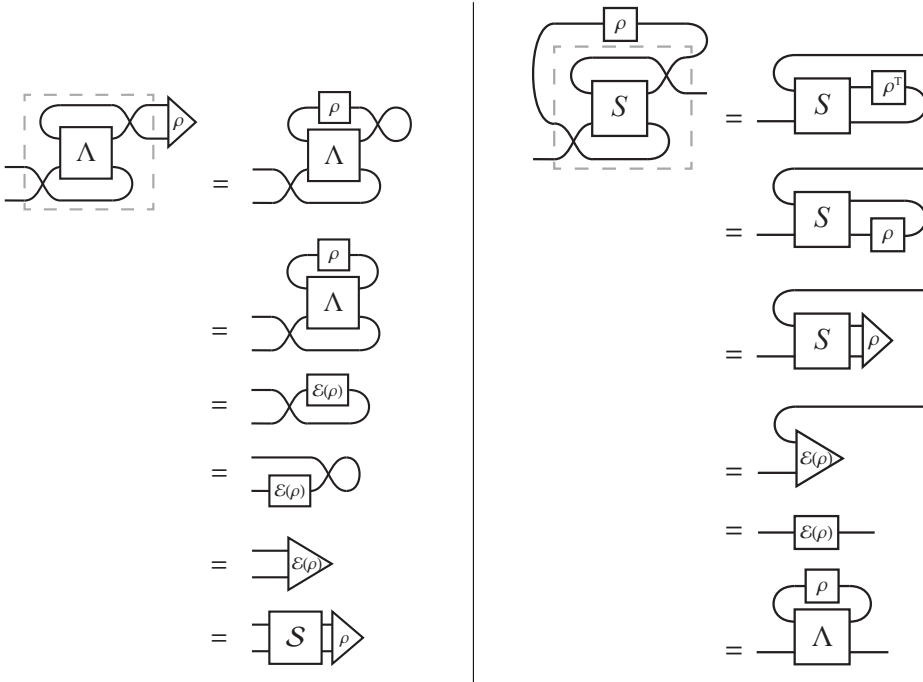 Λ ρ
= ρ Λ
= ρ Λ
= ℰ(ρ)
= ℰ(ρ)
= ℰ(ρ)
= 𝒮 ρ
ρ
S
= S ρᵀ
= S ρ
= S ρ
= ℰ(ρ)
= ℰ(ρ)
= ρ Λ